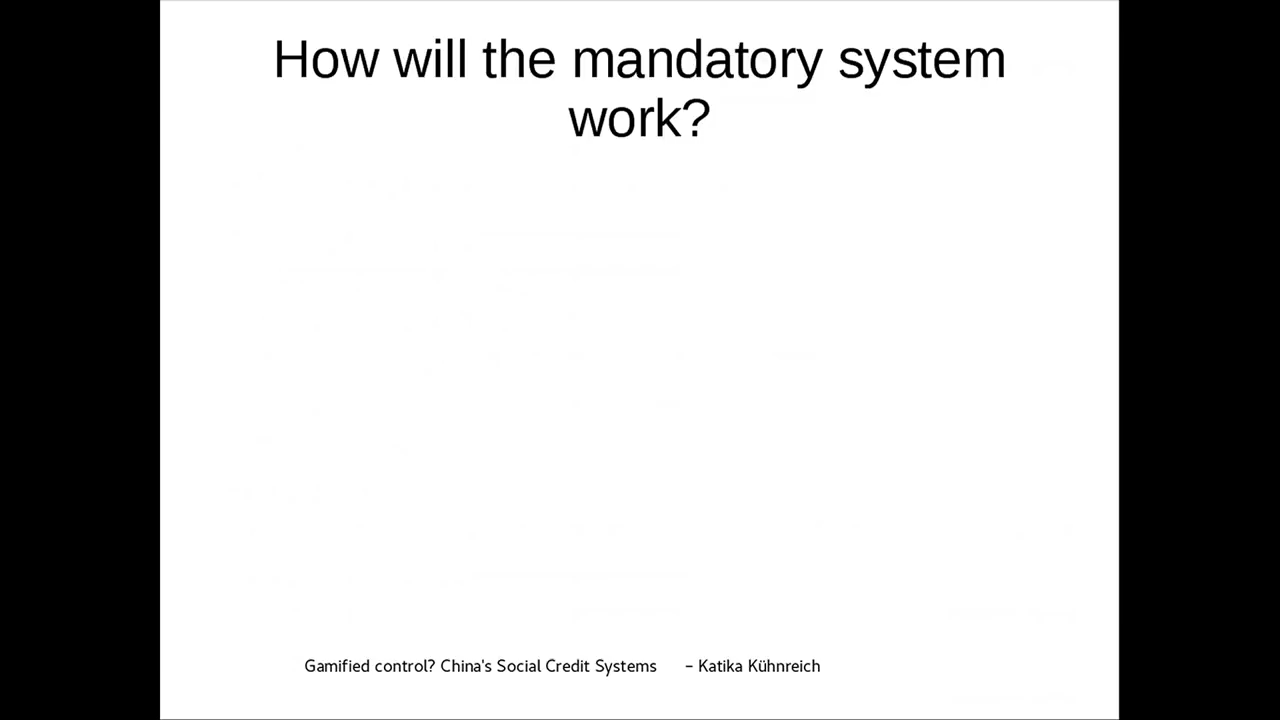 How will the mandatory system
work?
Gamified control? China's Social Credit Systems – Katika Kühnreich